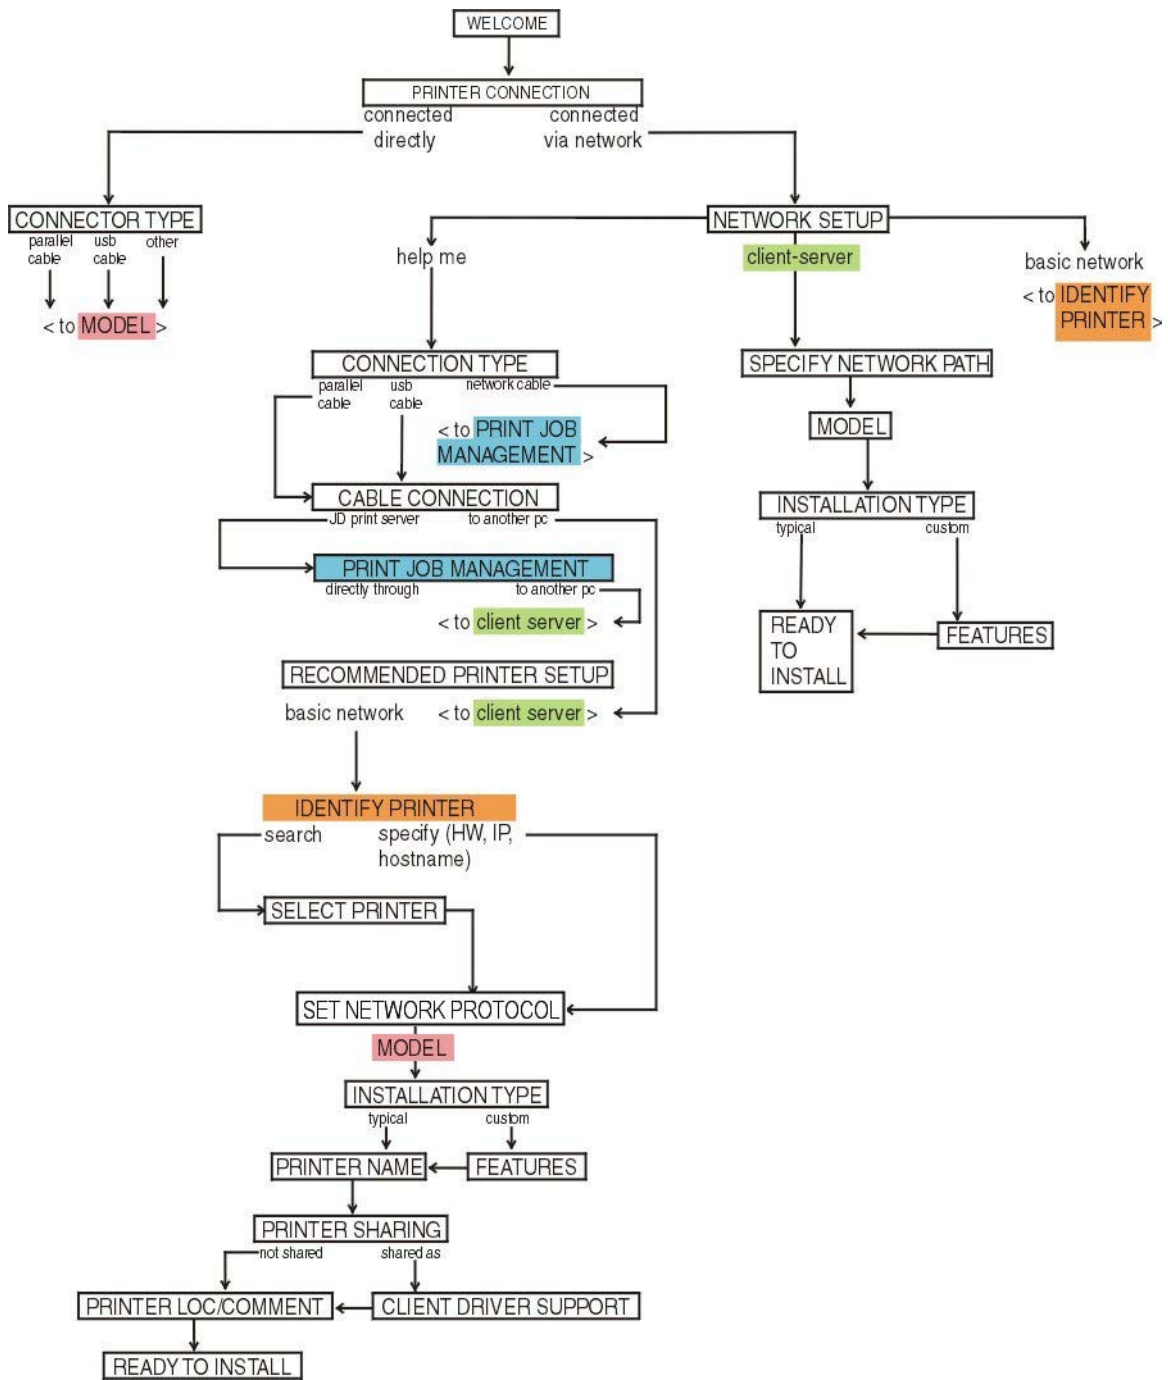 WELCOME
PRINTER CONNECTION
connected directly
connected via network
CONNECTOR TYPE
parallel cable
usb cable
other
< to MODEL >
NETWORK SETUP
help me
client-server
basic network
< to IDENTIFY
PRINTER >
CONNECTION TYPE
parallel cable
usb cable
network cable
< to PRINT JOB
MANAGEMENT >
SPECIFY NETWORK PATH
MODEL
INSTALLATION TYPE
typical
custom
READY
TO
INSTALL
FEATURES
CABLE CONNECTION
JD print server
to another pc
PRINT JOB MANAGEMENT
directly through
to another pc
< to client server >
RECOMMENDED PRINTER SETUP
basic network
< to client server >
IDENTIFY PRINTER
search
specify (HW, IP,
hostname)
SELECT PRINTER
SET NETWORK PROTOCOL
MODEL
INSTALLATION TYPE
typical
custom
PRINTER NAME
FEATURES
PRINTER SHARING
not shared
shared as
PRINTER LOC/COMMENT
CLIENT DRIVER SUPPORT
READY TO INSTALL